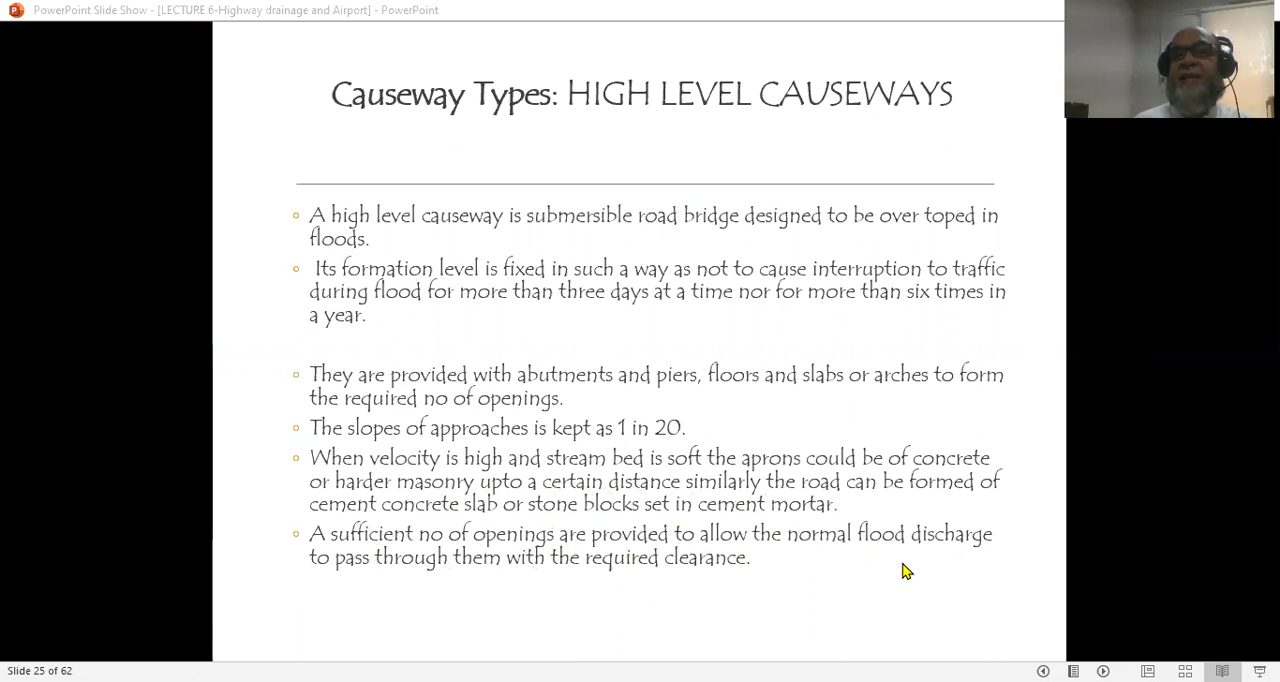 PowerPoint Slide Show - [LECTURE 6-Highway drainage and Airport] - PowerPoint
Causeway Types: HIGH LEVEL CAUSEWAYS
A high level causeway is submersible road bridge designed to be over toped in
floods.
Its formation level is fixed in such a way as not to cause interruption to traffic
during flood for more than three days at a time nor for more than six times in
a year.
They are provided with abutments and piers, floors and slabs or arches to form
the required no of openings.
The slopes of approaches is kept as 1 in 20.
When velocity is high and stream bed is soft the aprons could be of concrete
or harder masonry upto a certain distance similarly the road can be formed of
cement concrete slab or stone blocks set in cement mortar.
A sufficient no of openings are provided to allow the normal flood discharge
to pass through them with the required clearance.
Slide 25 of 62